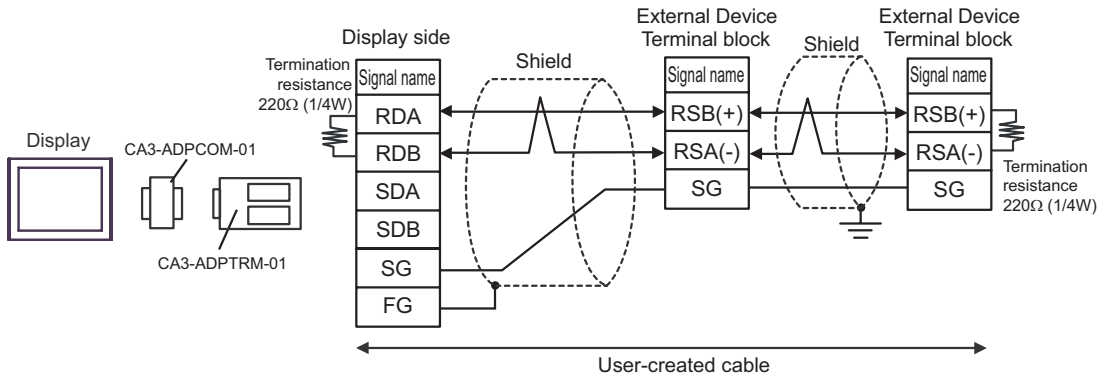 Display
CA3-ADPCOM-01
CA3-ADPTRM-01
Display side
Termination
resistance
220Ω (1/4W)
Signal name
RDA
RDB
SDA
SDB
SG
FG
Shield
External Device
Terminal block
Signal name
RSB(+)
RSA(-)
SG
Shield
External Device
Terminal block
Signal name
RSB(+)
RSA(-)
SG
Termination
resistance
220Ω (1/4W)
User-created cable